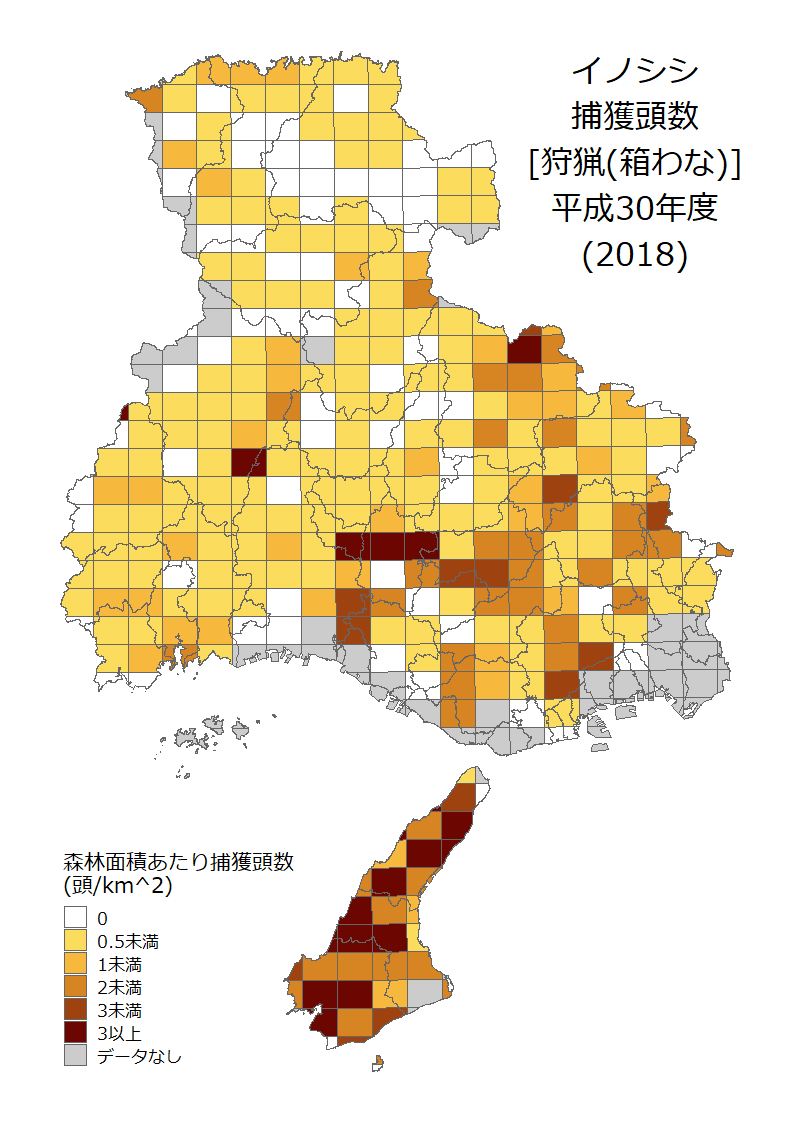 イノシシ
捕獲頭数
[狩猟(箱わな)]
平成30年度
(2018)
森林面積あたり捕獲頭数
(頭/km^2)
0
0.5未満
1未満
2未満
3未満
3以上
データなし